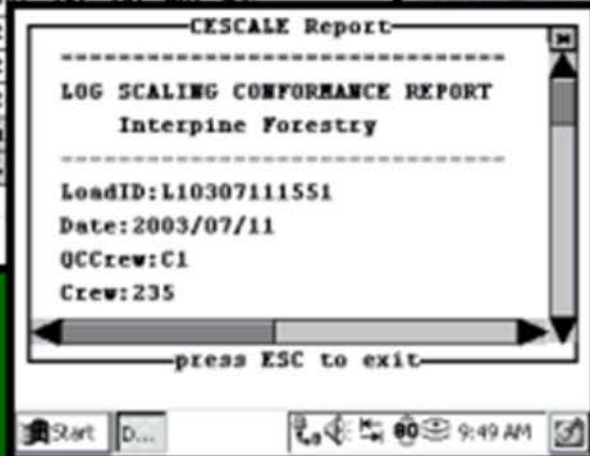 CESCALE Report
--------------------------------
LOG SCALING CONFORMANCE REPORT
Interpine Forestry
--------------------------------
LoadID:L10307111551
Date:2003/07/11
QCCrew:C1
Crew:235
press ESC to exit
Start D... 80 9:49 AM